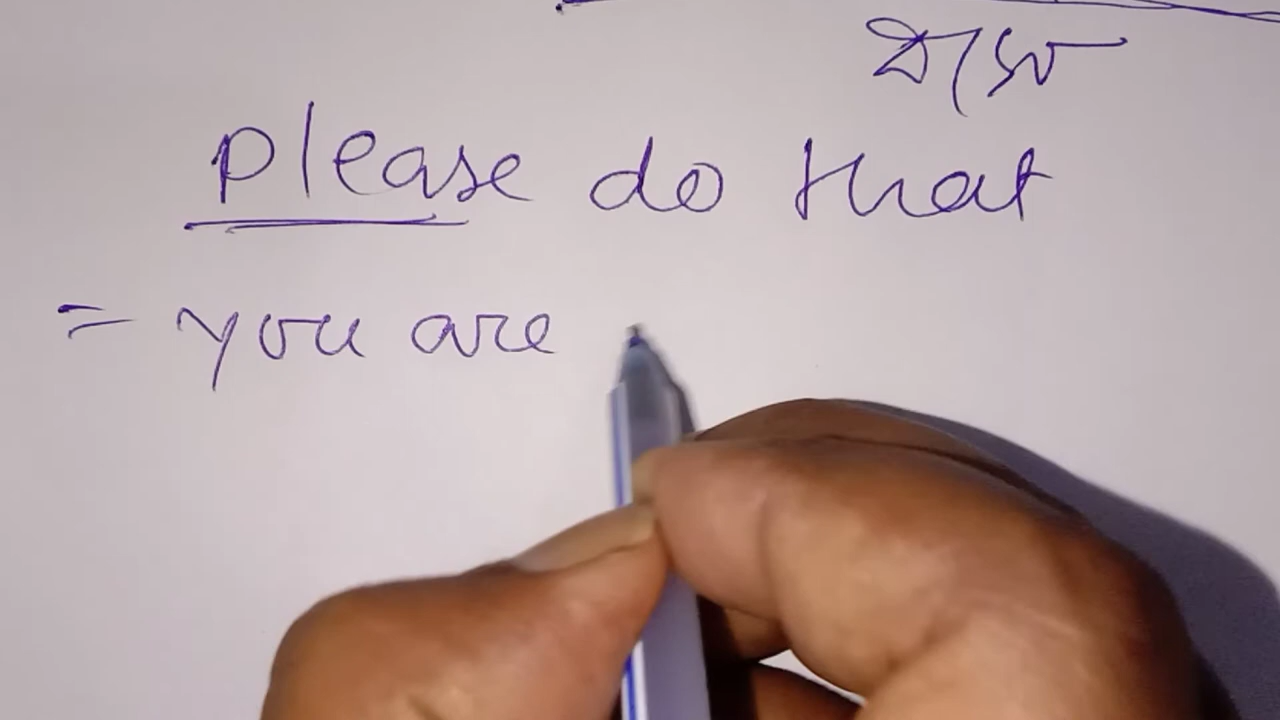 please do that
= you are